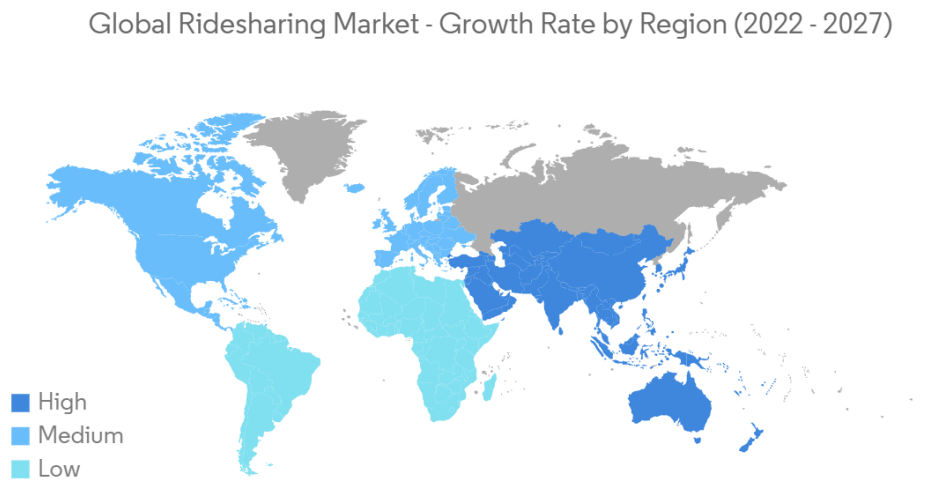 Global Ridesharing Market - Growth Rate by Region (2022 - 2027)
High
Medium
Low